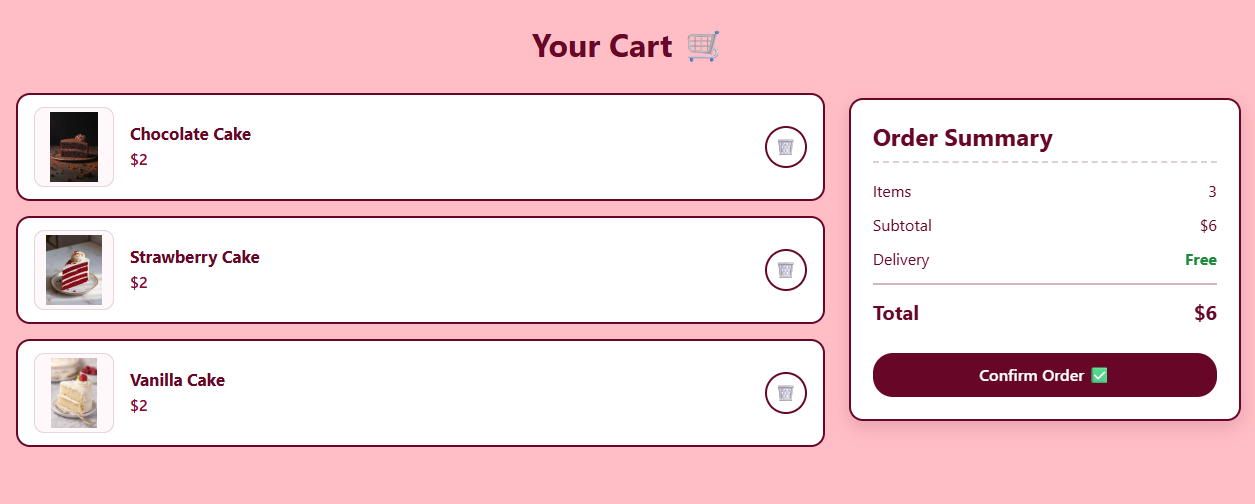 Your Cart 🛒
Chocolate Cake
$2
Strawberry Cake
$2
Vanilla Cake
$2
Order Summary
Items 3
Subtotal $6
Delivery Free
Total $6
Confirm Order ✅